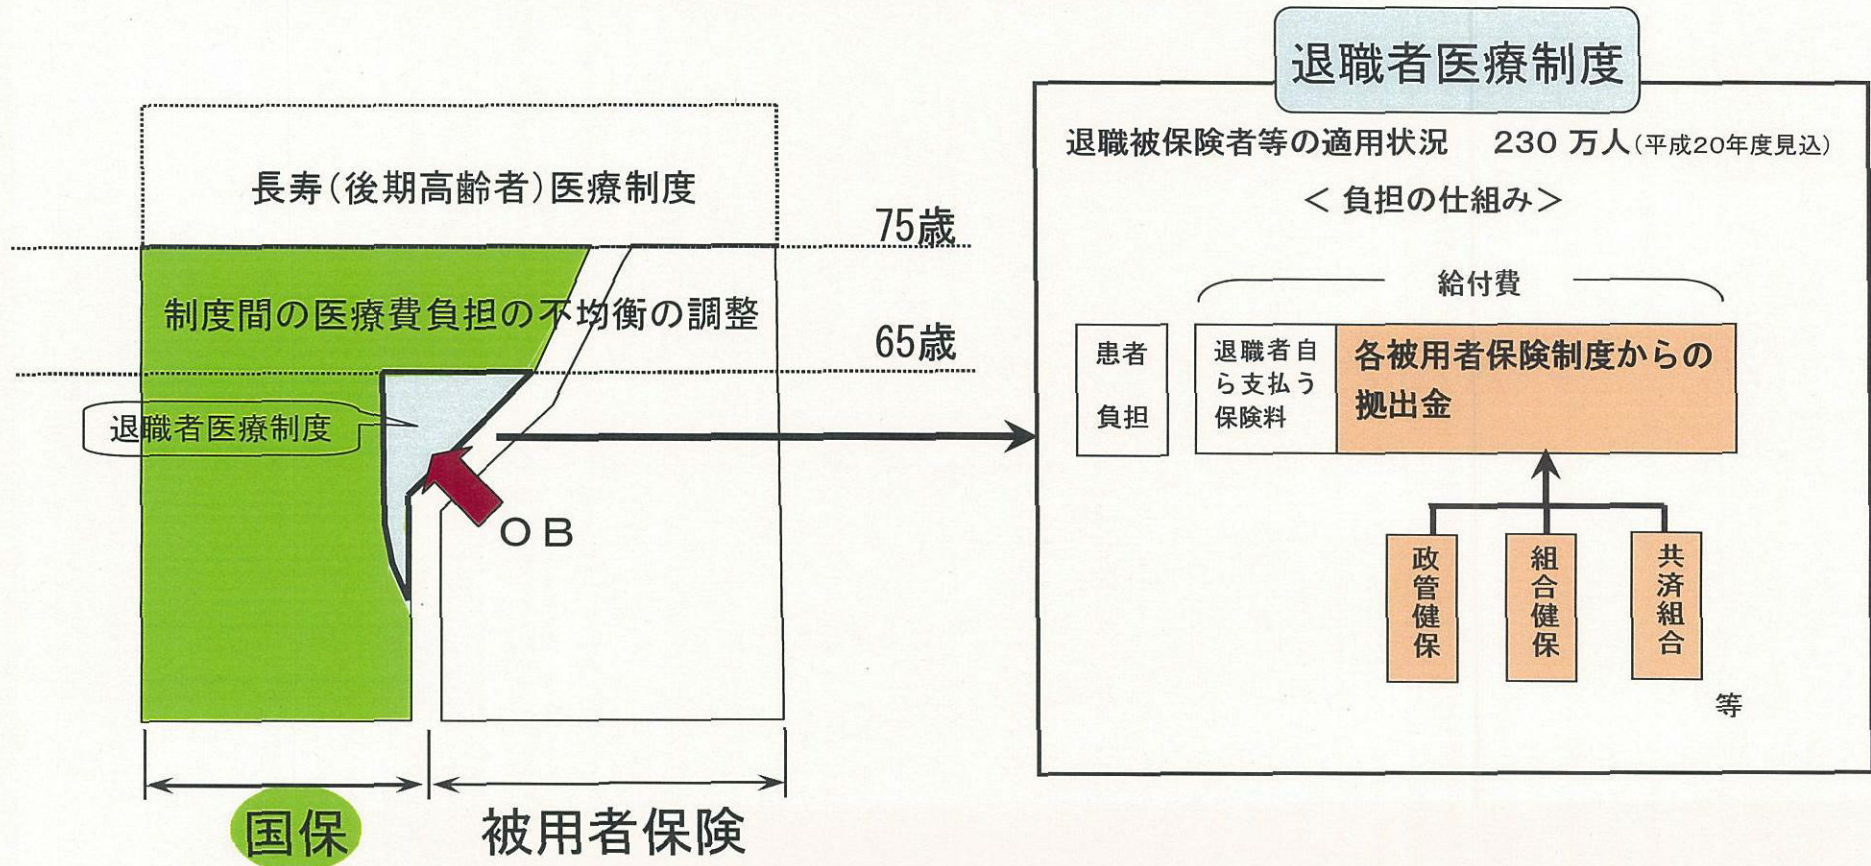 長寿(後期高齢者)医療制度
75歳
制度間の医療費負担の不均衡の調整
65歳
退職者医療制度
OB
国保
被用者保険
退職者医療制度
退職被保険者等の適用状況 230 万人(平成20年度見込)
< 負担の仕組み>
給付費
患者
負担
退職者自
ら支払う
保険料
各被用者保険制度からの
拠出金
政管健保
組合健保
共済組合
等